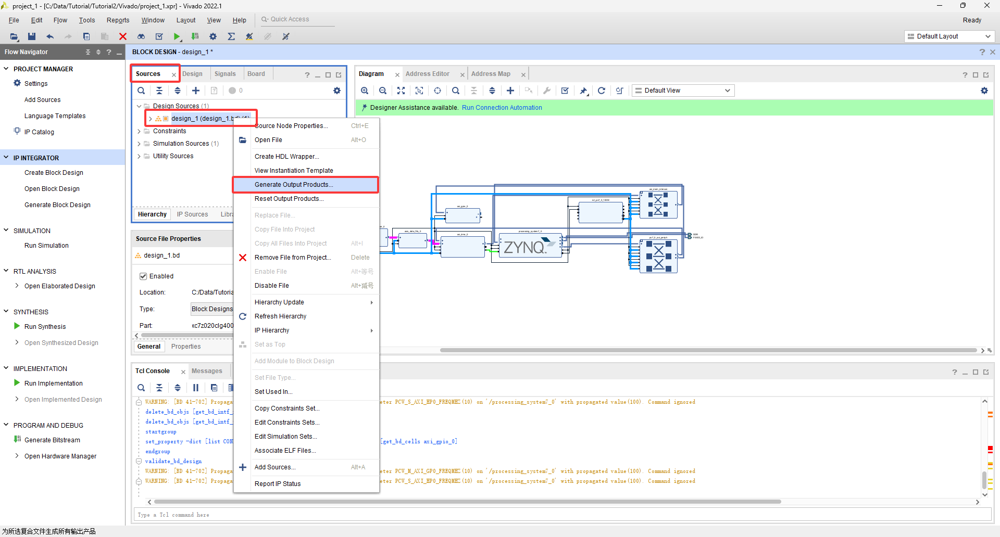 project_1 - [C:/Data/Tutorial/Tutorial2/Vivado/project_1.xpr] - Vivado 2022.1
File Edit Flow Tools Reports Window Layout View Help Quick Access
Ready
Default Layout
Flow Navigator
PROJECT MANAGER
Settings
Add Sources
Language Templates
IP Catalog
IP INTEGRATOR
Create Block Design
Open Block Design
Generate Block Design
SIMULATION
Run Simulation
RTL ANALYSIS
Open Elaborated Design
SYNTHESIS
Run Synthesis
Open Synthesized Design
IMPLEMENTATION
Run Implementation
Open Implemented Design
PROGRAM AND DEBUG
Generate Bitstream
Open Hardware Manager
BLOCK DESIGN - design_1 *
Sources Design Signals Board
0
Design Sources (1)
design_1 (design_1.bd) (1)
Constraints
Simulation Sources (1)
Utility Sources
Hierarchy IP Sources Libra
Source File Properties
design_1.bd
Enabled
Location: C:/Data/Tutoria
Type: Block Designs
Part: xc7z020clg400
General Properties
Source Node Properties... Ctrl+E
Open File Alt+O
Create HDL Wrapper...
View Instantiation Template
Generate Output Products...
Reset Output Products...
Replace File...
Copy File Into Project
Copy All Files Into Project Alt+I
Remove File from Project... Delete
Enable File Alt+等号
Disable File Alt+减号
Hierarchy Update
Refresh Hierarchy
IP Hierarchy
Set as Top
Add Module to Block Design
Set File Type...
Set Used In...
Copy Constraints Set...
Edit Constraints Sets...
Edit Simulation Sets...
Associate ELF Files...
Add Sources... Alt+A
Report IP Status
Diagram Address Editor Address Map
Default View
Designer Assistance available. Run Connection Automation
axi_gpio_0
axis_data_fifo_0
axi_dma_0
processing_system7_0
ZYNQ
rst_ps7_0_100M
axi_mem_intercon
ps7_0_axi_periph
DDR
FIXED_IO
Tcl Console Messages
WARNING: [BD 41-702] Propaga eter PCW_S_AXI_HP0_FREQMHZ(10) on '/processing_system7_0' with propagated value(100). Command ignored
delete_bd_objs [get_bd_intf_
delete_bd_objs [get_bd_intf_
startgroup
set_property -dict [list CON [get_bd_cells axi_gpio_0]
endgroup
validate_bd_design
WARNING: [BD 41-702] Propaga eter PCW_M_AXI_GP0_FREQMHZ(10) on '/processing_system7_0' with propagated value(100). Command ignored
WARNING: [BD 41-702] Propaga eter PCW_S_AXI_HP0_FREQMHZ(10) on '/processing_system7_0' with propagated value(100). Command ignored
Type a Tcl command here
为所选复合文件生成所有输出产品